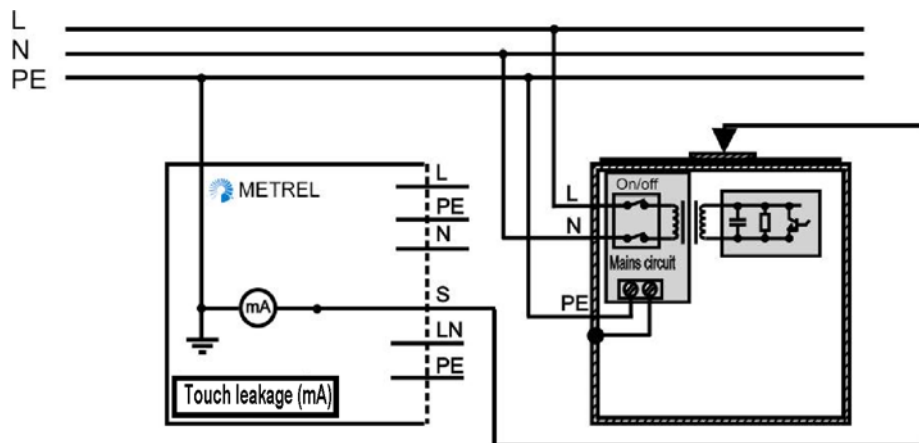 L
N
PE
METREL
L
PE
N
mA
S
LN
PE
Touch leakage (mA)
On/off
L
N
Mains circuit
PE